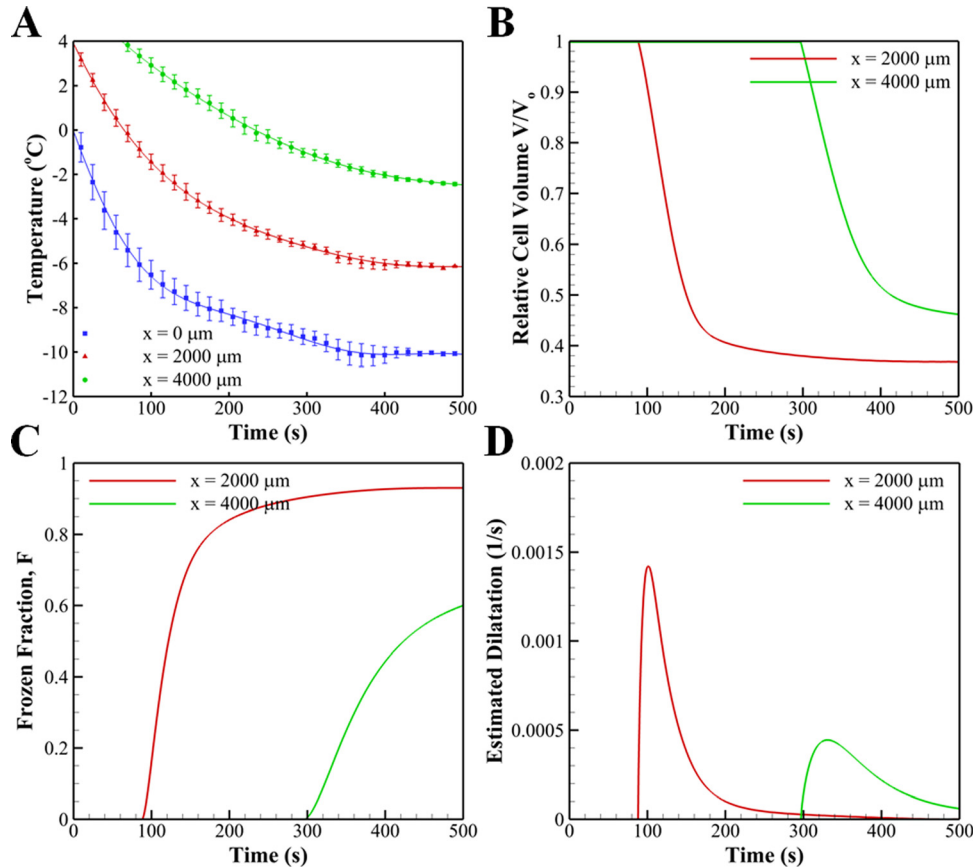 A
Temperature (°C)
4
2
0
-2
-4
-6
-8
-10
-12
x = 0 µm
x = 2000 µm
x = 4000 µm
0 100 200 300 400 500
Time (s)
B
Relative Cell Volume V/Vo
1
0.9
0.8
0.7
0.6
0.5
0.4
0.3
x = 2000 µm
x = 4000 µm
0 100 200 300 400 500
Time (s)
C
Frozen Fraction, F
1
0.8
0.6
0.4
0.2
0
x = 2000 µm
x = 4000 µm
0 100 200 300 400 500
Time (s)
D
Estimated Dilatation (1/s)
0.002
0.0015
0.001
0.0005
0
x = 2000 µm
x = 4000 µm
0 100 200 300 400 500
Time (s)